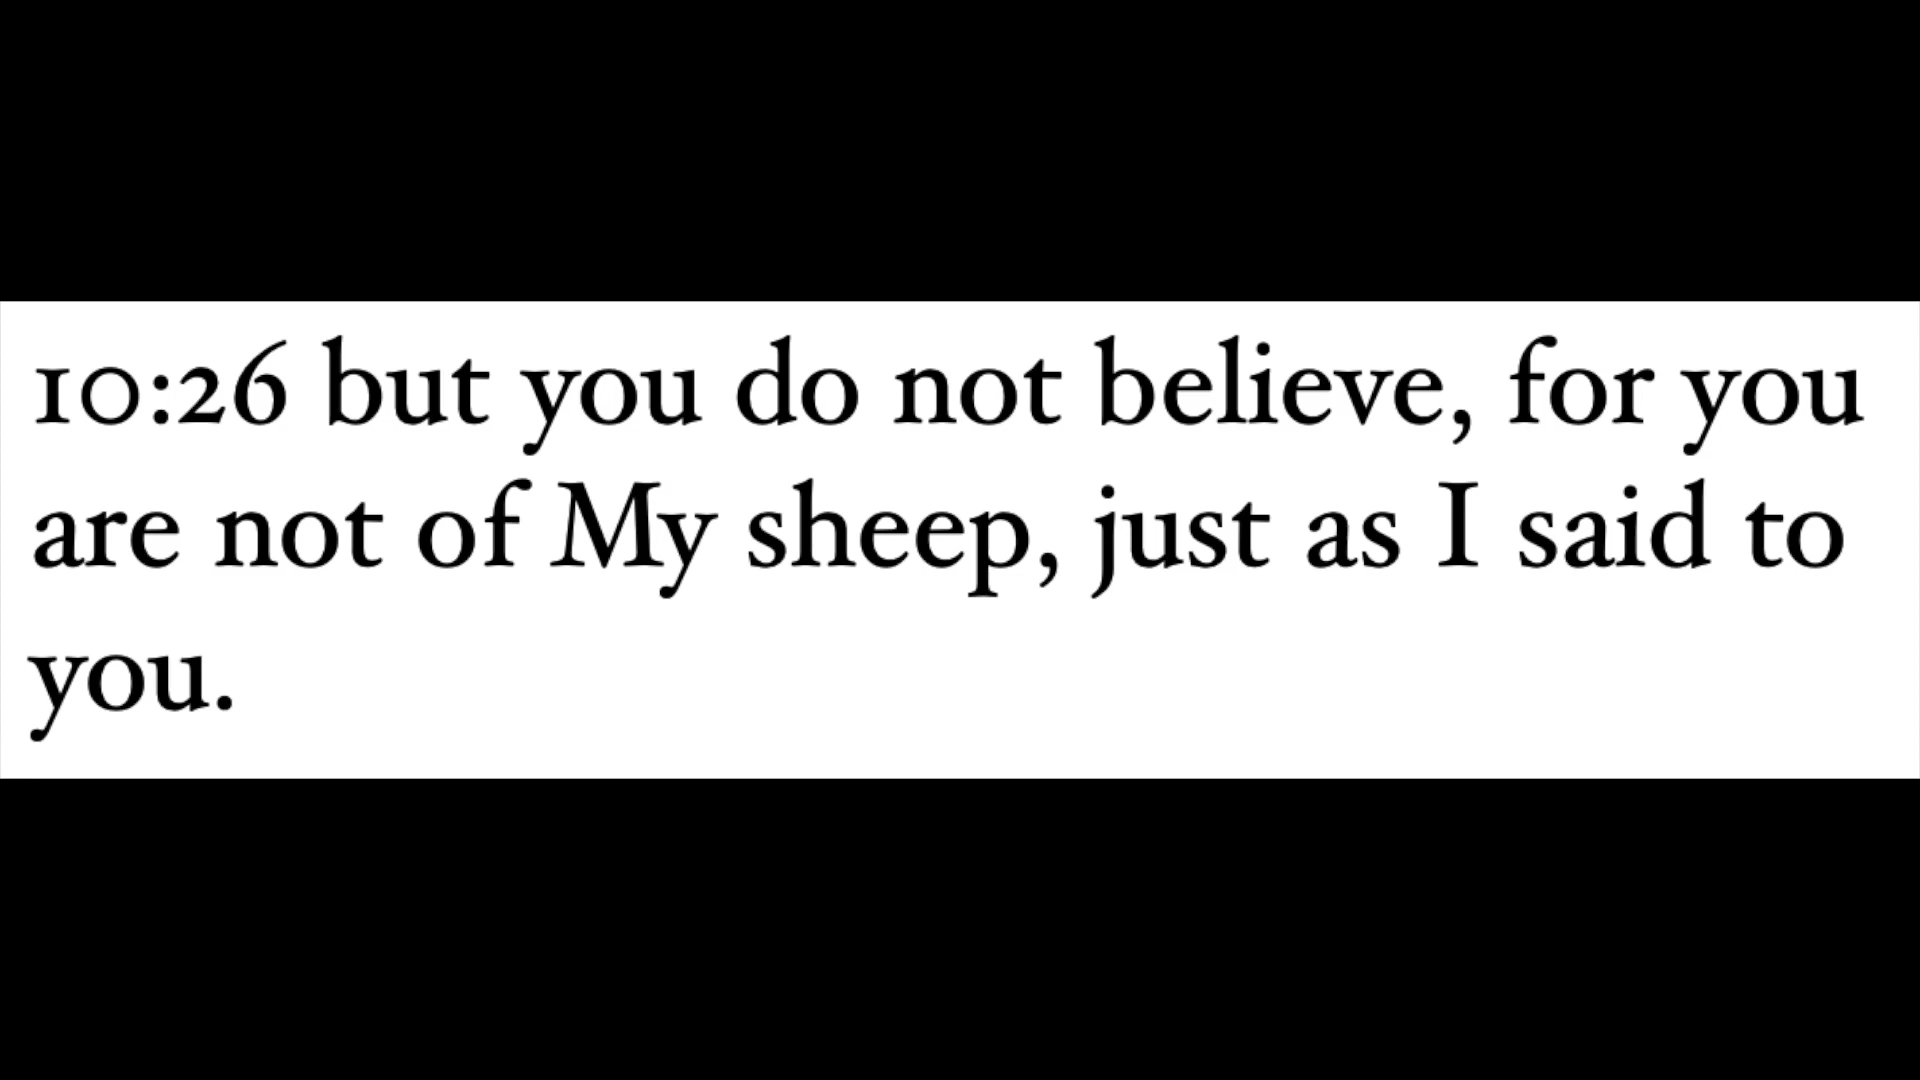 10:26 but you do not believe, for you
are not of My sheep, just as I said to
you.